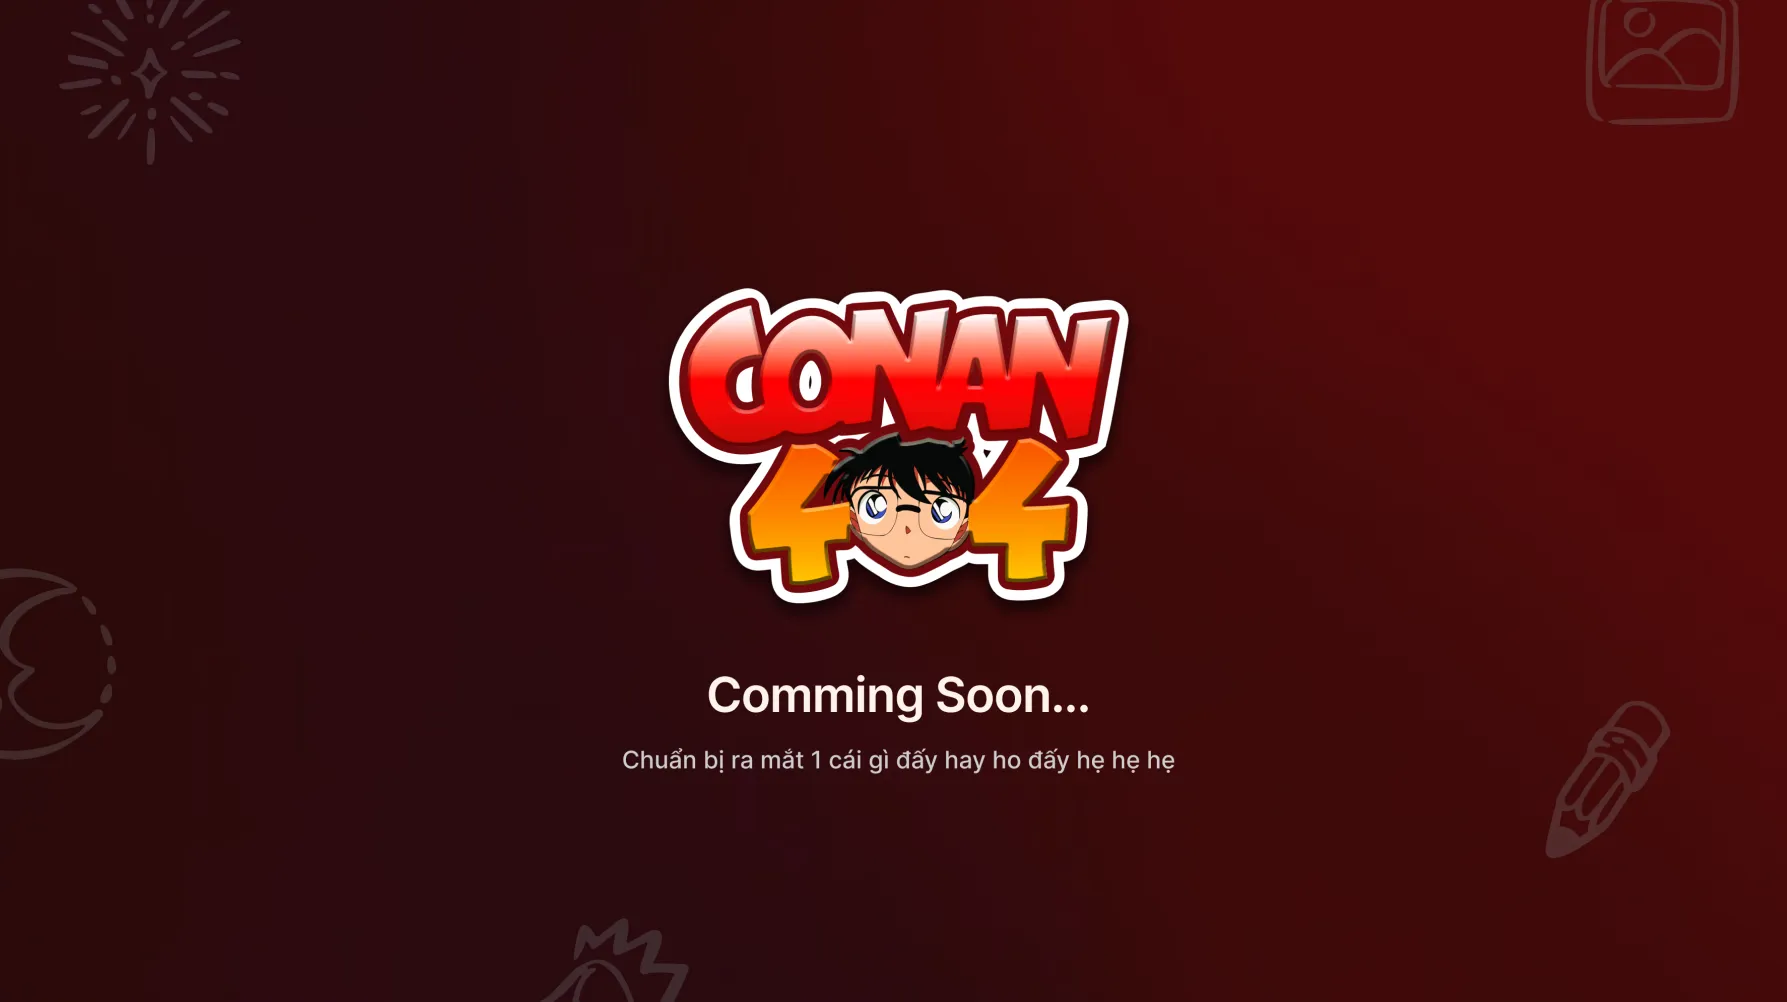 CONAN
404
Comming Soon...
Chuẩn bị ra mắt 1 cái gì đấy hay ho đấy hẹ hẹ hẹ